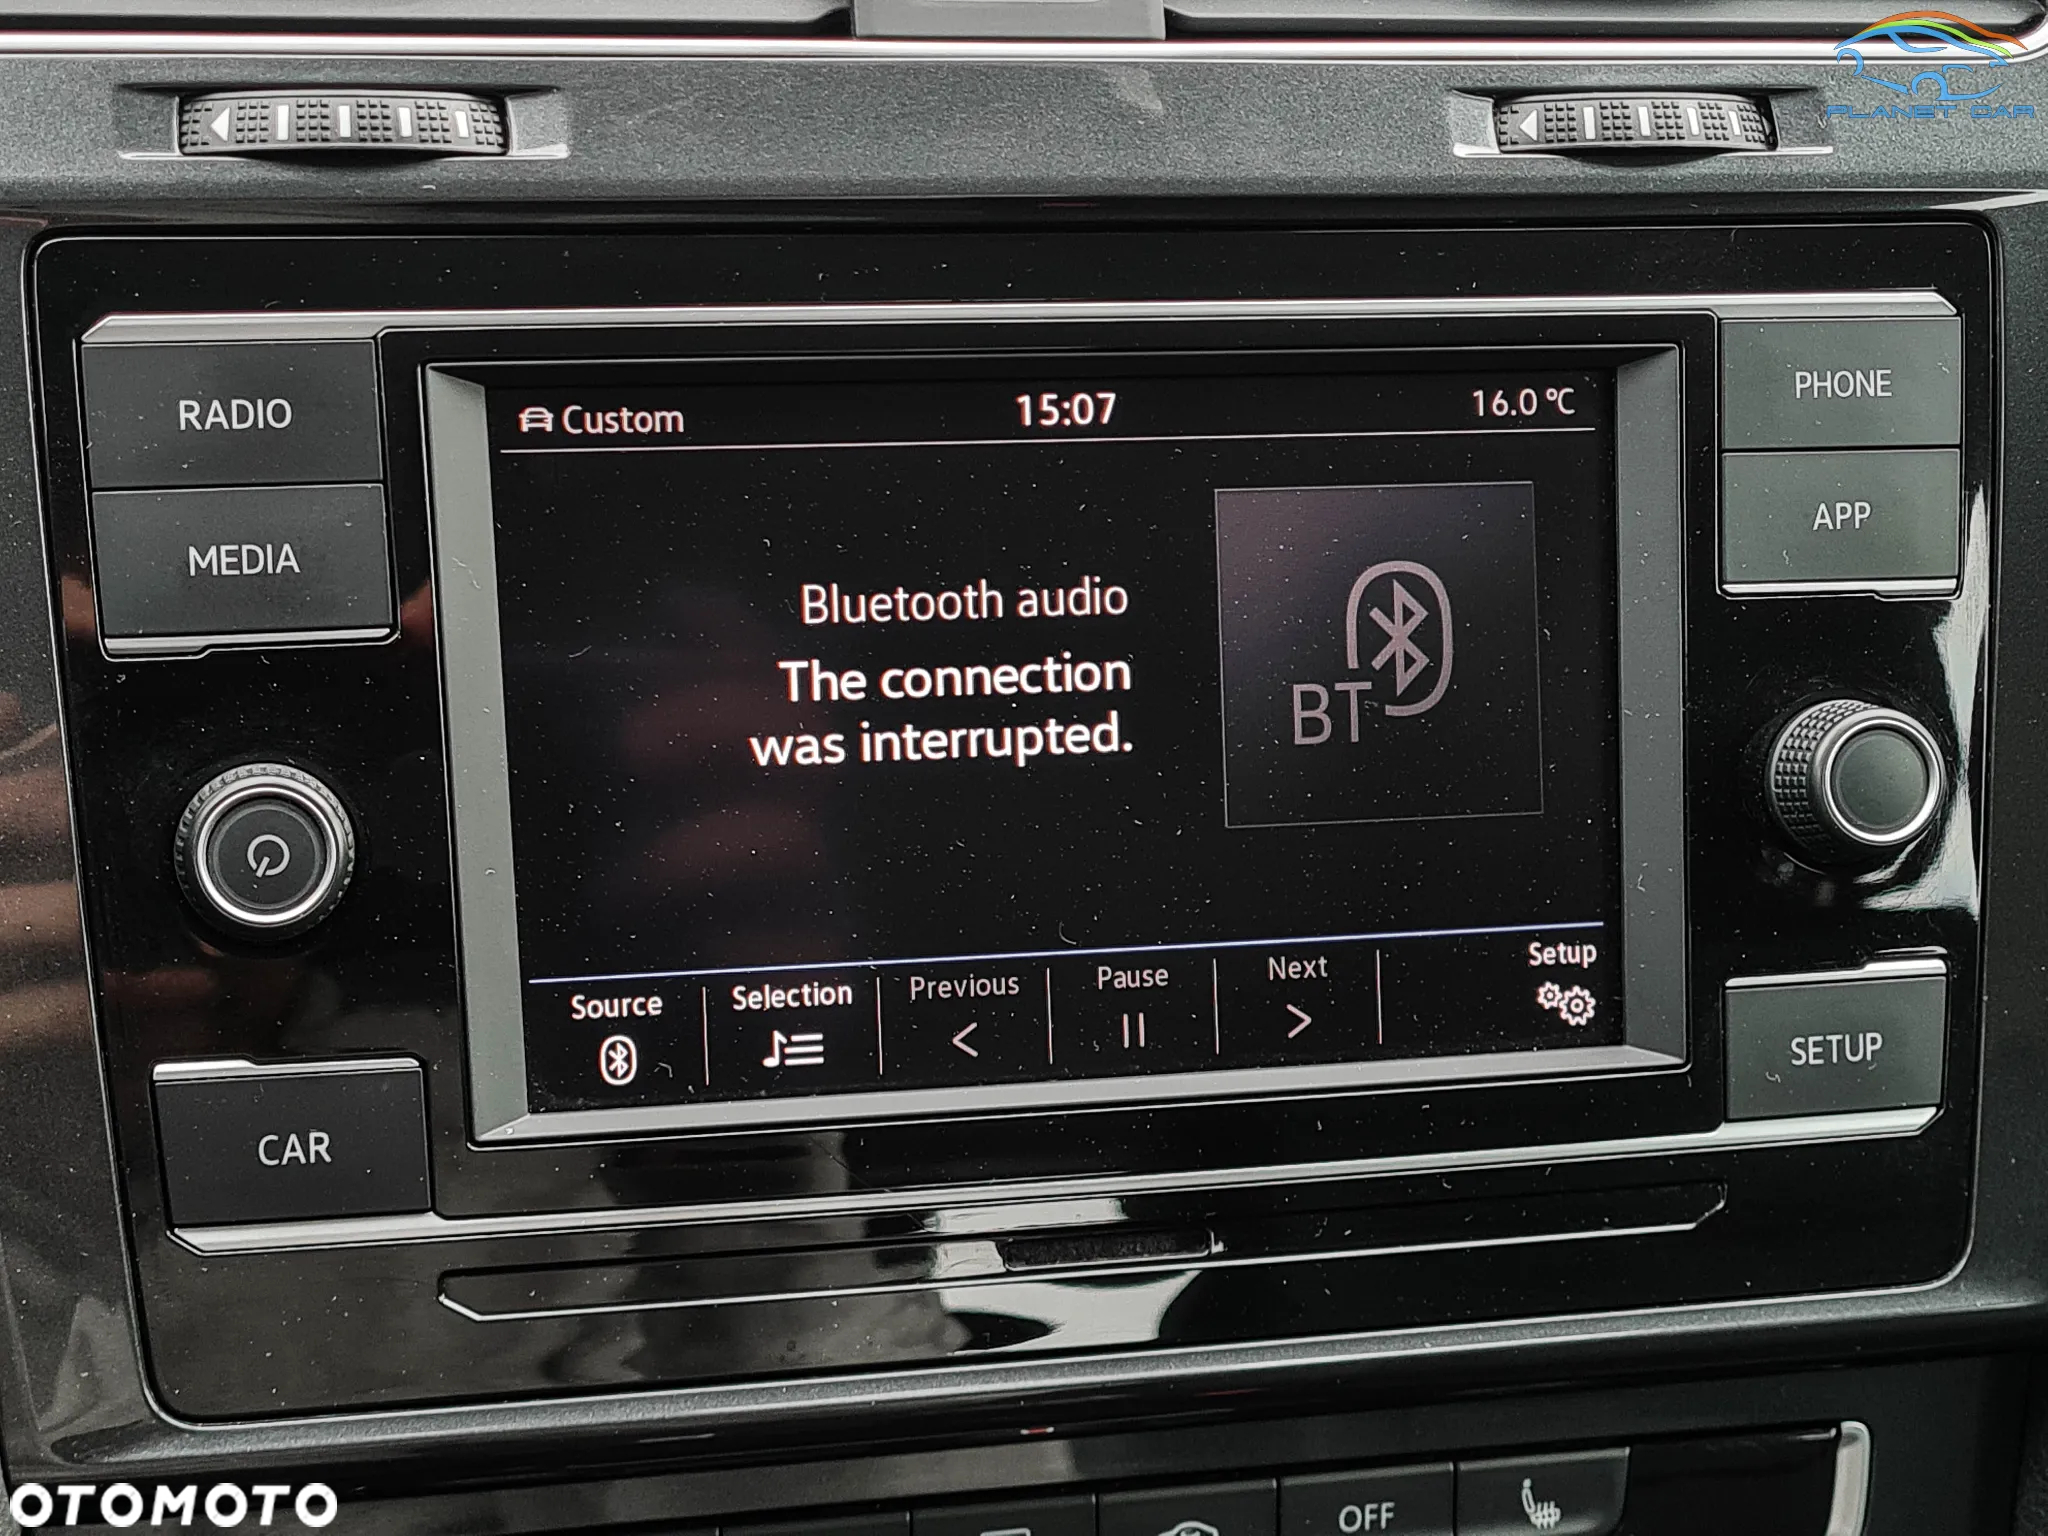 PLANET CAR
RADIO
MEDIA
CAR
Custom
15:07
16.0 °C
Bluetooth audio
The connection
was interrupted.
BT
Source
Selection
Previous
Pause
Next
Setup
PHONE
APP
SETUP
OFF
OTOMOTO